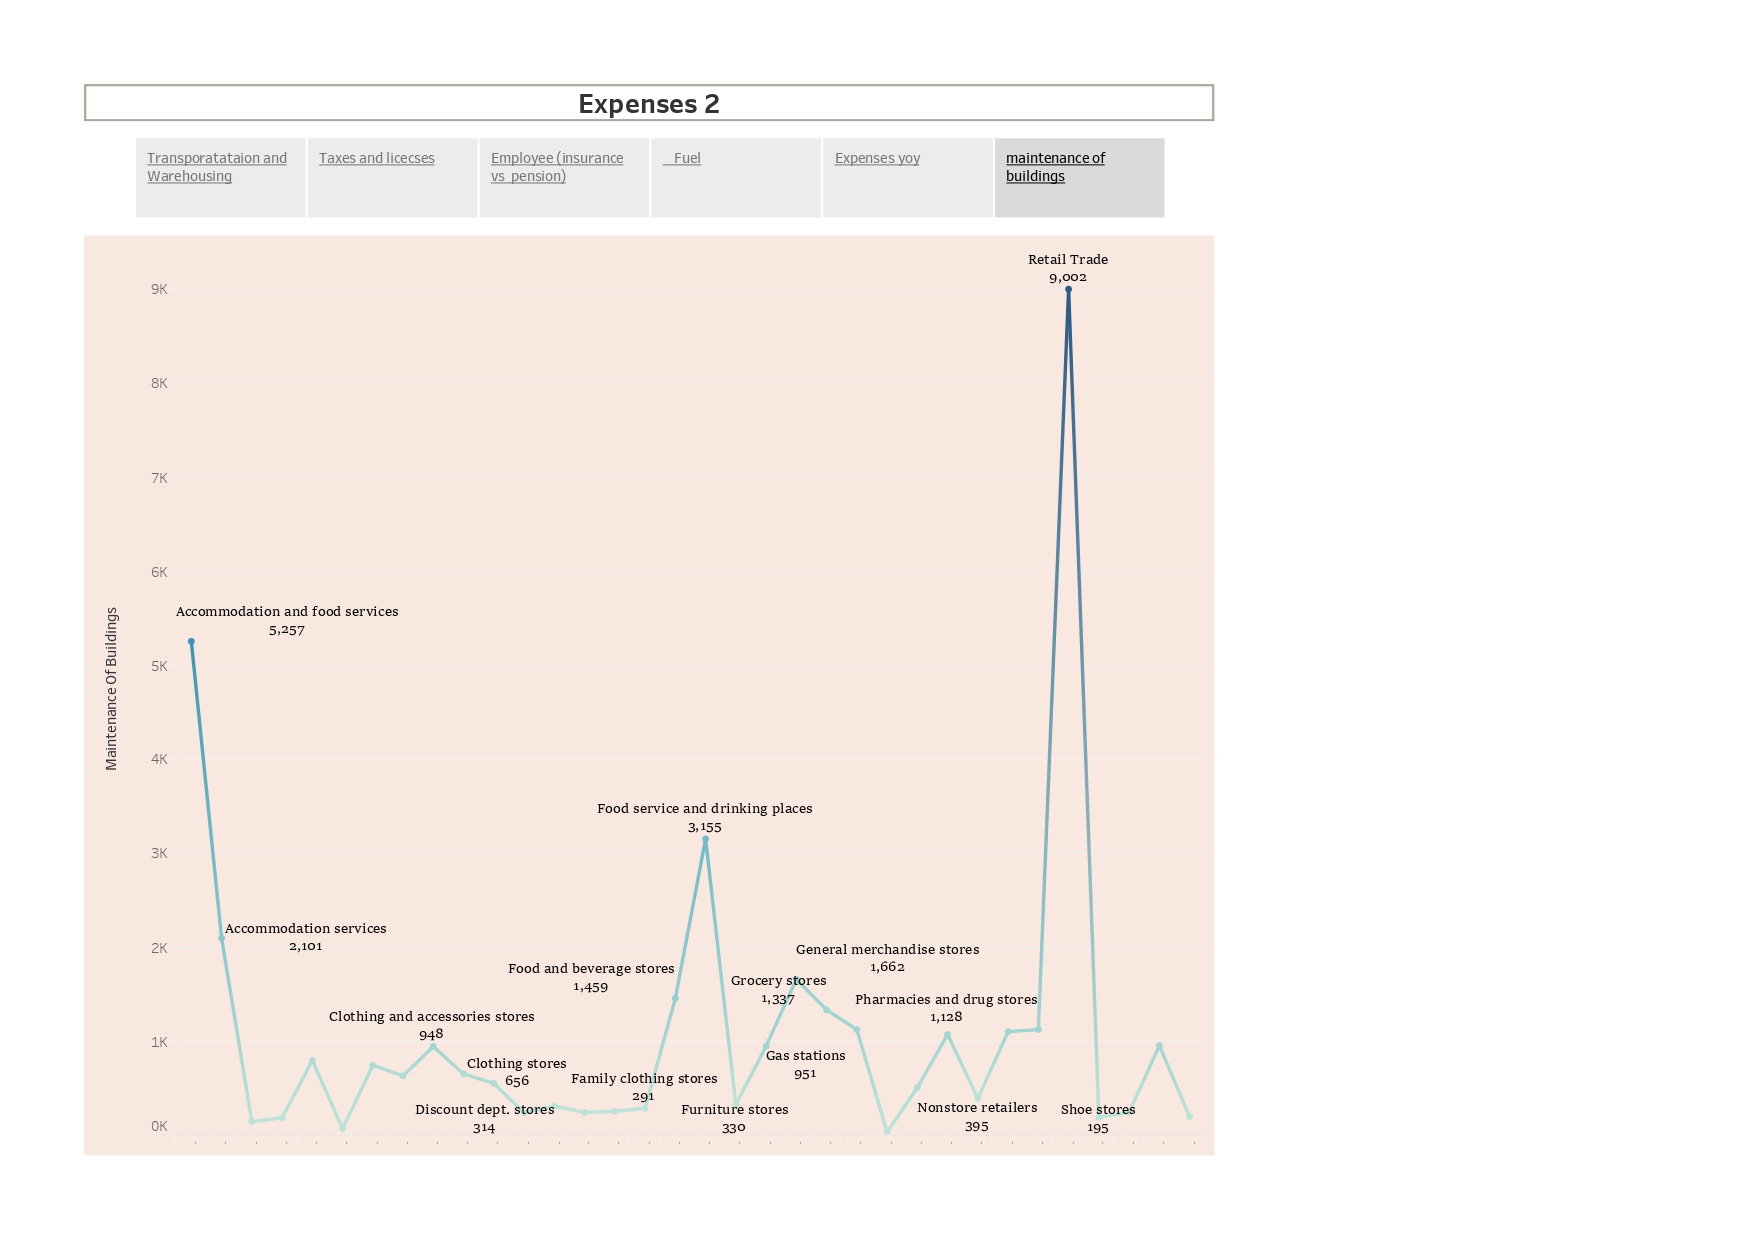 Expenses 2
Transporatataion and
Warehousing
Taxes and licecses
Employee (insurance
vs pension)
Fuel
Expenses yoy
maintenance of
buildings
Retail Trade
9,002
9K
8K
7K
6K
Accommodation and food services
5,257
5K
4K
Maintenance Of Buildings
Food service and drinking places
3,155
3K
Accommodation services
2,101
2K
General merchandise stores
1,662
Food and beverage stores
1,459
Grocery stores
1,337
Pharmacies and drug stores
1,128
Clothing and accessories stores
948
1K
Gas stations
951
Clothing stores
656
Family clothing stores
291
Discount dept. stores
314
Furniture stores
330
Nonstore retailers
395
Shoe stores
195
0K